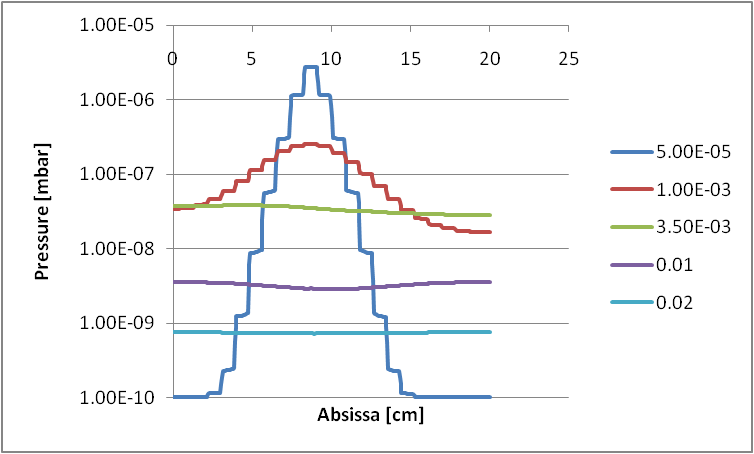 1.00E-05
0 5 10 15 20 25
1.00E-06
1.00E-07
1.00E-08
1.00E-09
1.00E-10
Pressure [mbar]
Absissa [cm]
5.00E-05
1.00E-03
3.50E-03
0.01
0.02